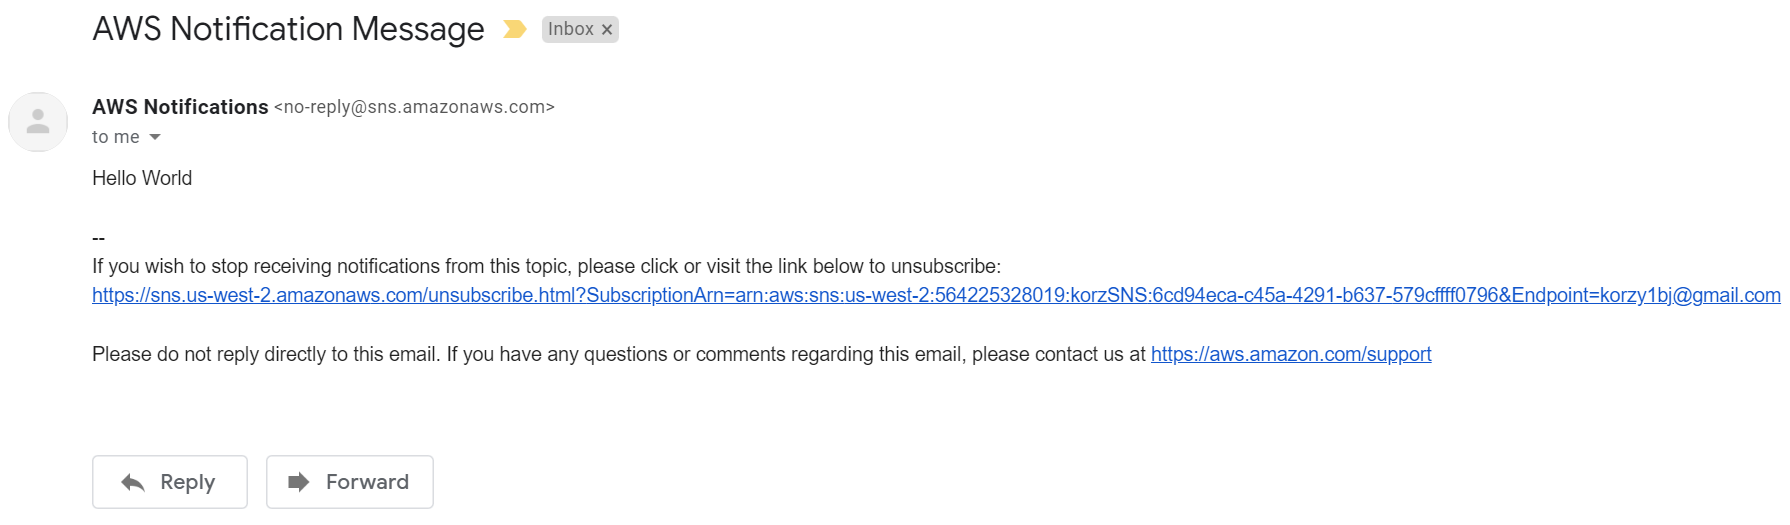 AWS Notification Message Inbox ×
AWS Notifications <no-reply@sns.amazonaws.com>
to me
Hello World
--
If you wish to stop receiving notifications from this topic, please click or visit the link below to unsubscribe:
https://sns.us-west-2.amazonaws.com/unsubscribe.html?SubscriptionArn=arn:aws:sns:us-west-2:564225328019:korzSNS:6cd94eca-c45a-4291-b637-579cffff0796&Endpoint=korzy1bj@gmail.com
Please do not reply directly to this email. If you have any questions or comments regarding this email, please contact us at https://aws.amazon.com/support
Reply Forward